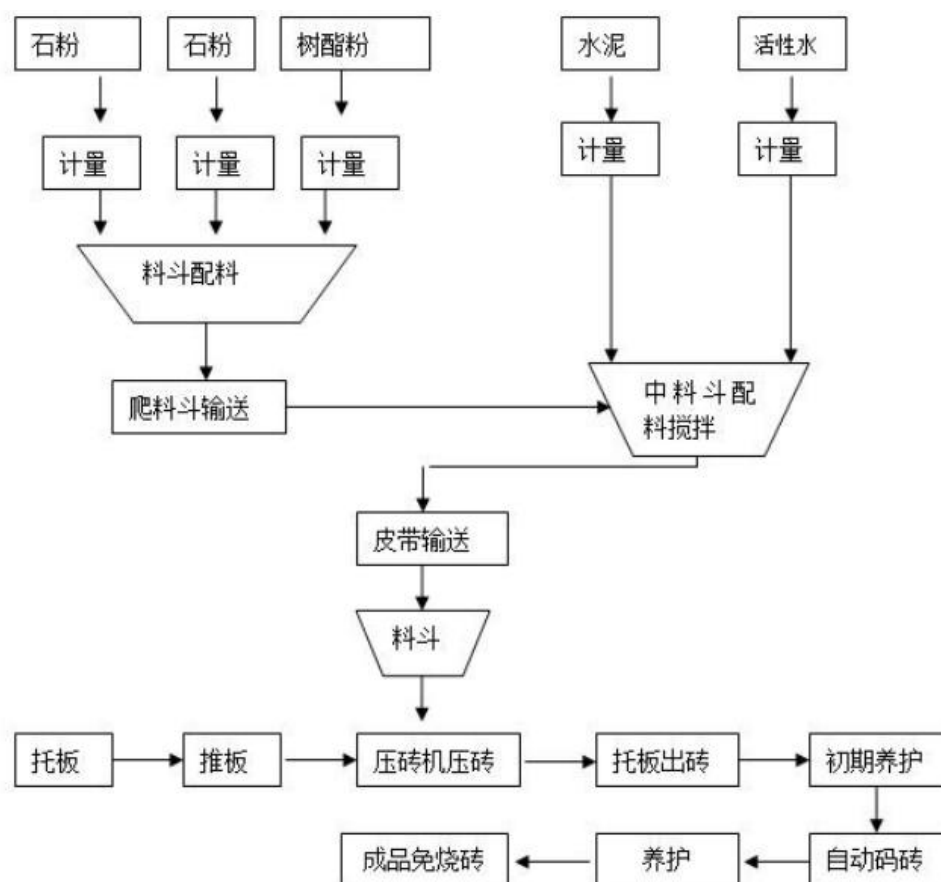 石粉
石粉
树酯粉
水泥
活性水
计量
计量
计量
计量
计量
料斗配料
爬料斗输送
中料斗配
料搅拌
皮带输送
料斗
托板
推板
压砖机压砖
托板出砖
初期养护
成品免烧砖
养护
自动码砖